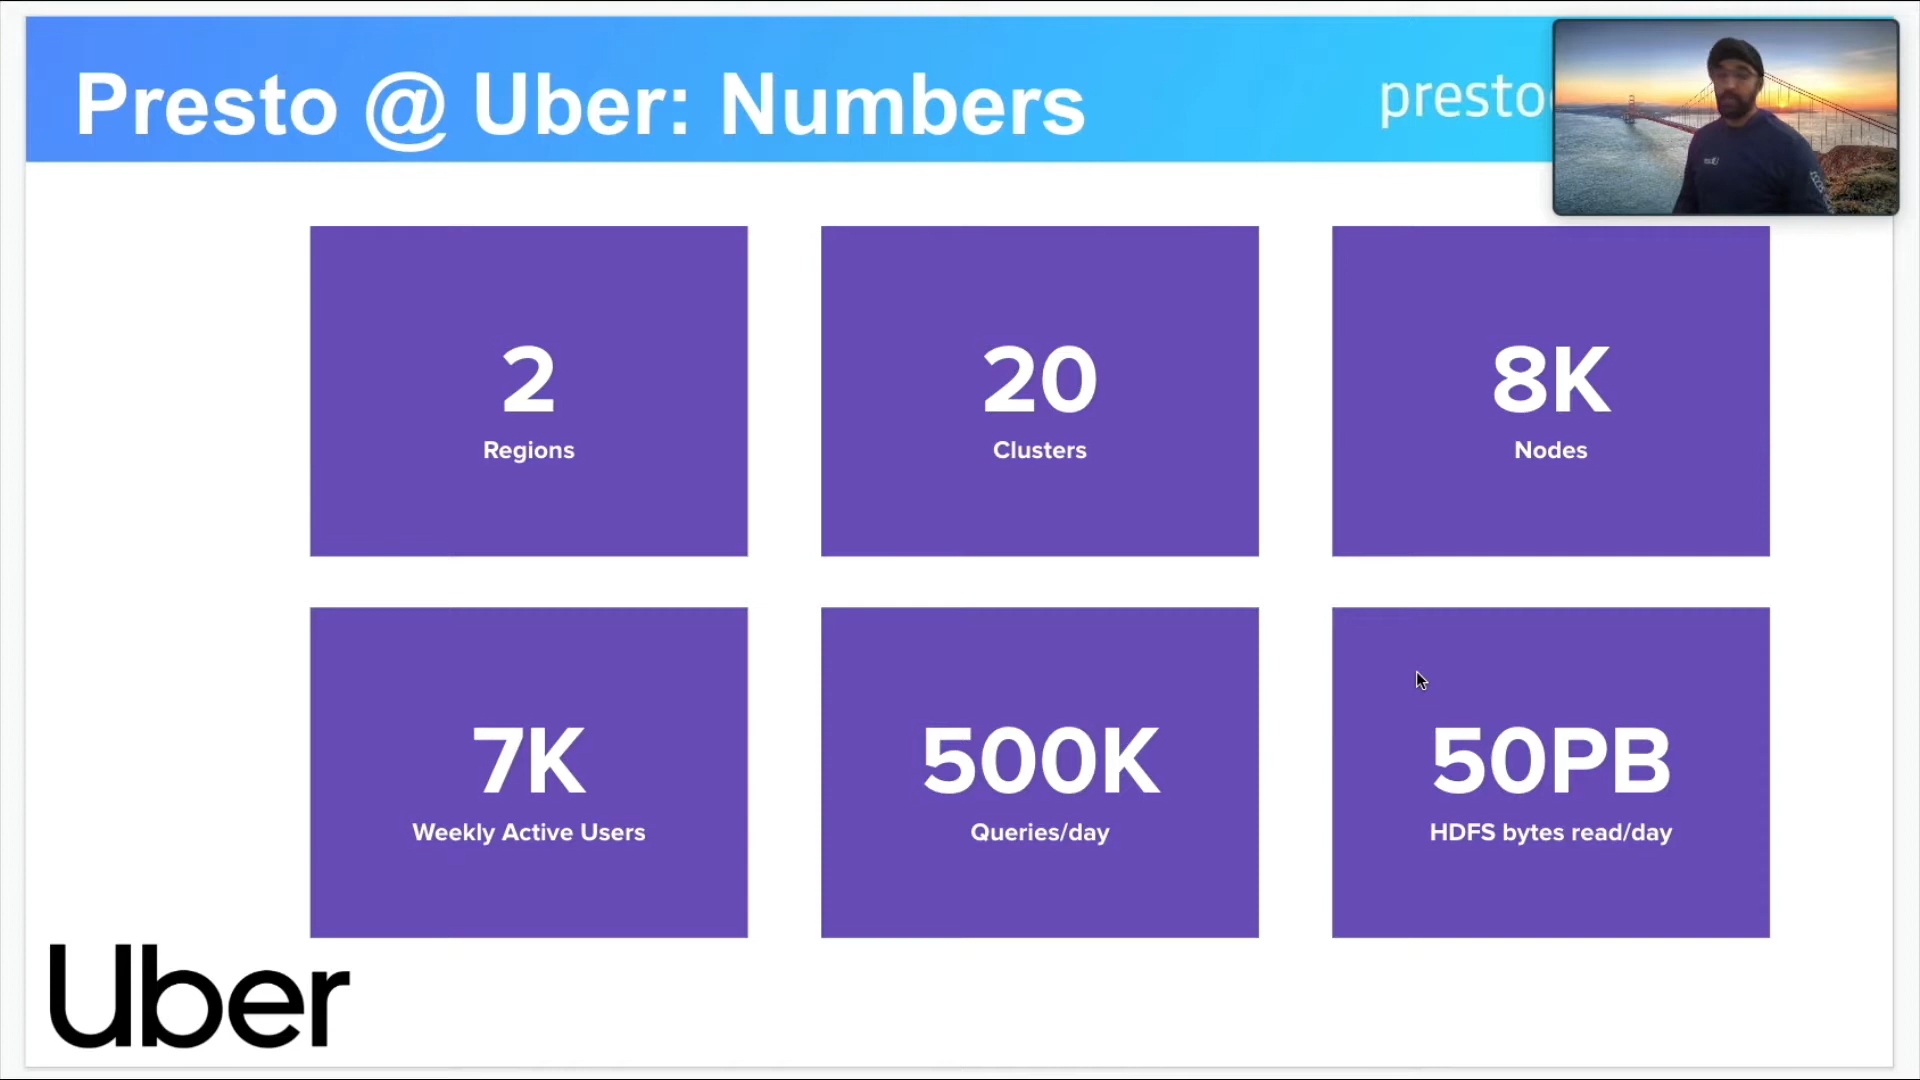 Presto @ Uber: Numbers
presto
2
Regions
20
Clusters
8K
Nodes
7K
Weekly Active Users
500K
Queries/day
50PB
HDFS bytes read/day
Uber